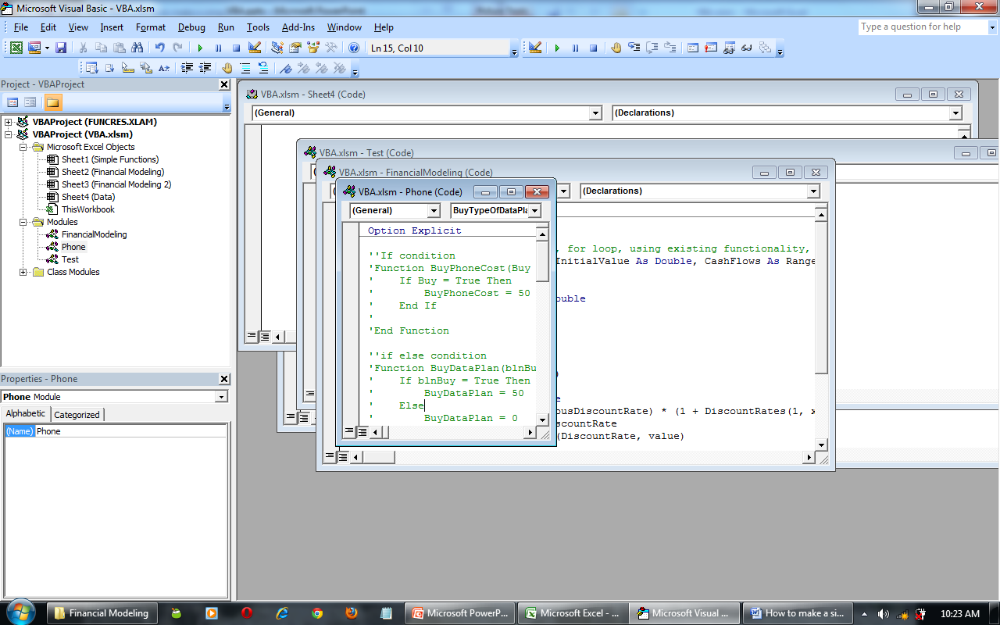 Microsoft Visual Basic - VBA.xlsm
File Edit View Insert Format Debug Run Tools Add-Ins Window Help
Type a question for help
Ln 15, Col 10
Project - VBAProject
VBAProject (FUNCRES.XLAM)
VBAProject (VBA.xlsm)
Microsoft Excel Objects
Sheet1 (Simple Functions)
Sheet2 (Financial Modeling)
Sheet3 (Financial Modeling 2)
Sheet4 (Data)
ThisWorkbook
Modules
FinancialModeling
Phone
Test
Class Modules
Properties - Phone
Phone Module
Alphabetic Categorized
(Name) Phone
VBA.xlsm - Sheet4 (Code)
(General) (Declarations)
VBA.xlsm - Test (Code)
VBA.xlsm - FinancialModeling (Code)
(Declarations)
, for loop, using existing functionality,
InitialValue As Double, CashFlows As Range
ouble
)
e
ousDiscountRate) * (1 + DiscountRates(1, x
scountRate
(DiscountRate, value)
VBA.xlsm - Phone (Code)
(General) BuyTypeOfDataPla
Option Explicit
''If condition
'Function BuyPhoneCost(Buy
' If Buy = True Then
' BuyPhoneCost = 50
' End If
'
'End Function
''if else condition
'Function BuyDataPlan(blnBu
' If blnBuy = True Then
' BuyDataPlan = 50
' Else
' BuyDataPlan = 0
Financial Modeling
Microsoft PowerP...
Microsoft Excel - ...
Microsoft Visual ...
How to make a si...
10:23 AM